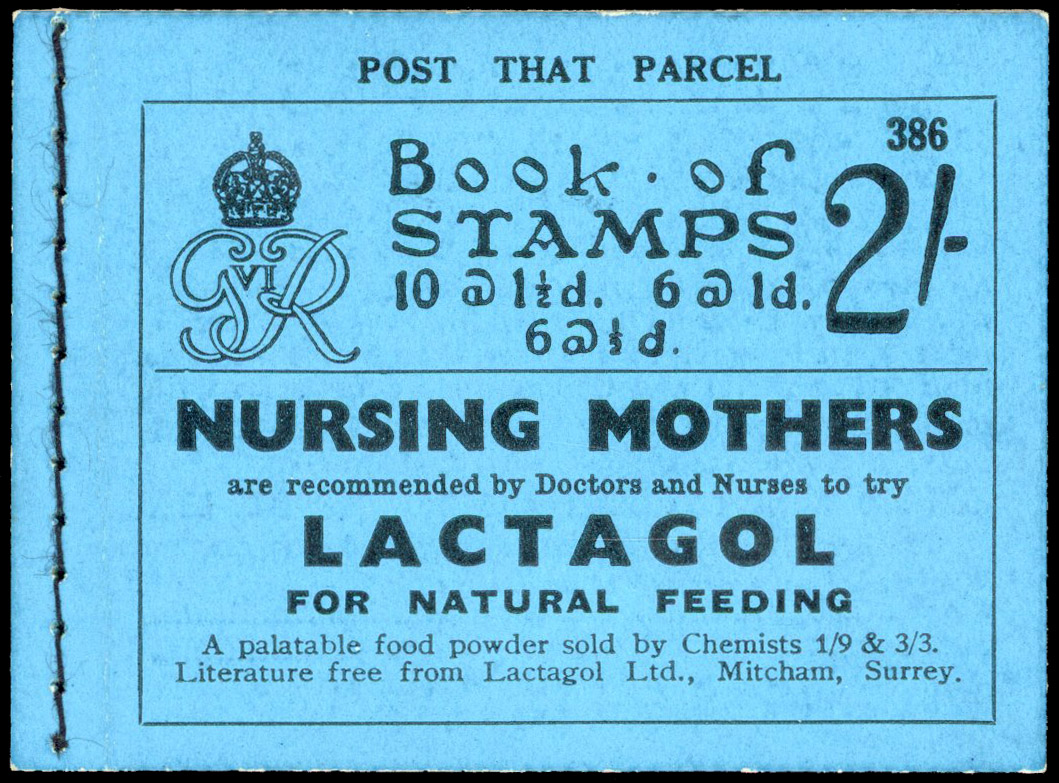 POST THAT PARCEL
386
Book · of
STAMPS
2/-
10 @ 1½d. 6 @ 1d.
6 @ ½d.
G VI R
NURSING MOTHERS
are recommended by Doctors and Nurses to try
LACTAGOL
FOR NATURAL FEEDING
A palatable food powder sold by Chemists 1/9 & 3/3.
Literature free from Lactagol Ltd., Mitcham, Surrey.